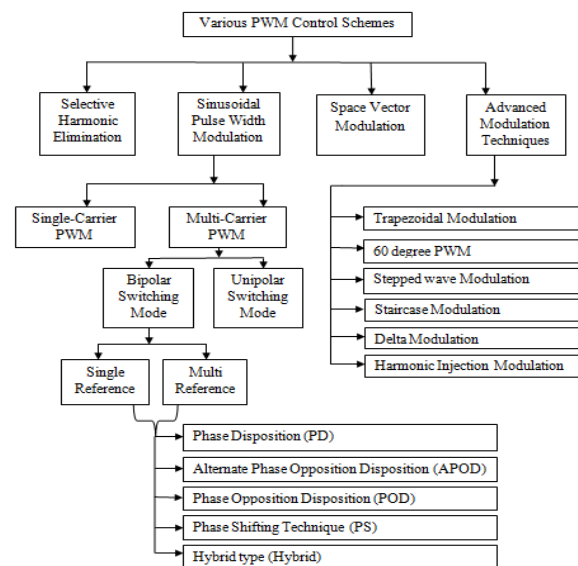 Various PWM Control Schemes
Selective
Harmonic
Elimination
Sinusoidal
Pulse Width
Modulation
Space Vector
Modulation
Advanced
Modulation
Techniques
Single-Carrier
PWM
Multi-Carrier
PWM
Trapezoidal Modulation
60 degree PWM
Stepped wave Modulation
Staircase Modulation
Delta Modulation
Harmonic Injection Modulation
Bipolar
Switching
Mode
Unipolar
Switching
Mode
Single
Reference
Multi
Reference
Phase Disposition (PD)
Alternate Phase Opposition Disposition (APOD)
Phase Opposition Disposition (POD)
Phase Shifting Technique (PS)
Hybrid type (Hybrid)